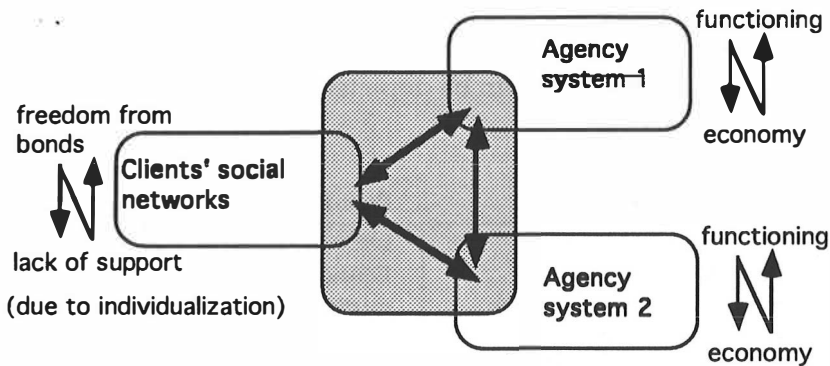 functioning
Agency
system 1
economy
freedom from
bonds
Clients' social
networks
lack of support
(due to individualization)
functioning
Agency
system 2
economy